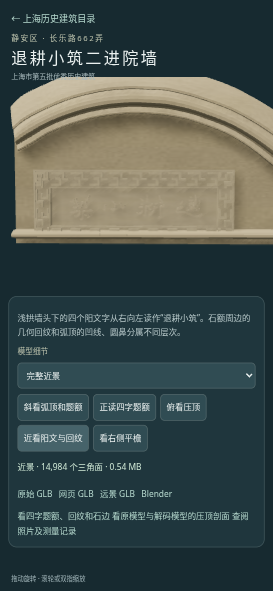 ← 上海历史建筑目录
静安区 · 长乐路662弄
退耕小筑二进院墙
上海市第五批优秀历史建筑
浅拱墙头下的四个阳文字从右向左读作“退耕小筑”。石额周边的几何回纹和弧顶的凹线、圆鼻分属不同层次。
模型细节
完整近景
斜看弧顶和题额 正读四字题额 俯看压顶
近看阳文与回纹 看右侧平檐
近景 · 14,984 个三角面 · 0.54 MB
原始 GLB 网页 GLB 远景 GLB Blender
看四字题额、回纹和石边 看原模型与解码模型的压顶剖面 查阅照片及测量记录
拖动旋转 · 滚轮或双指缩放